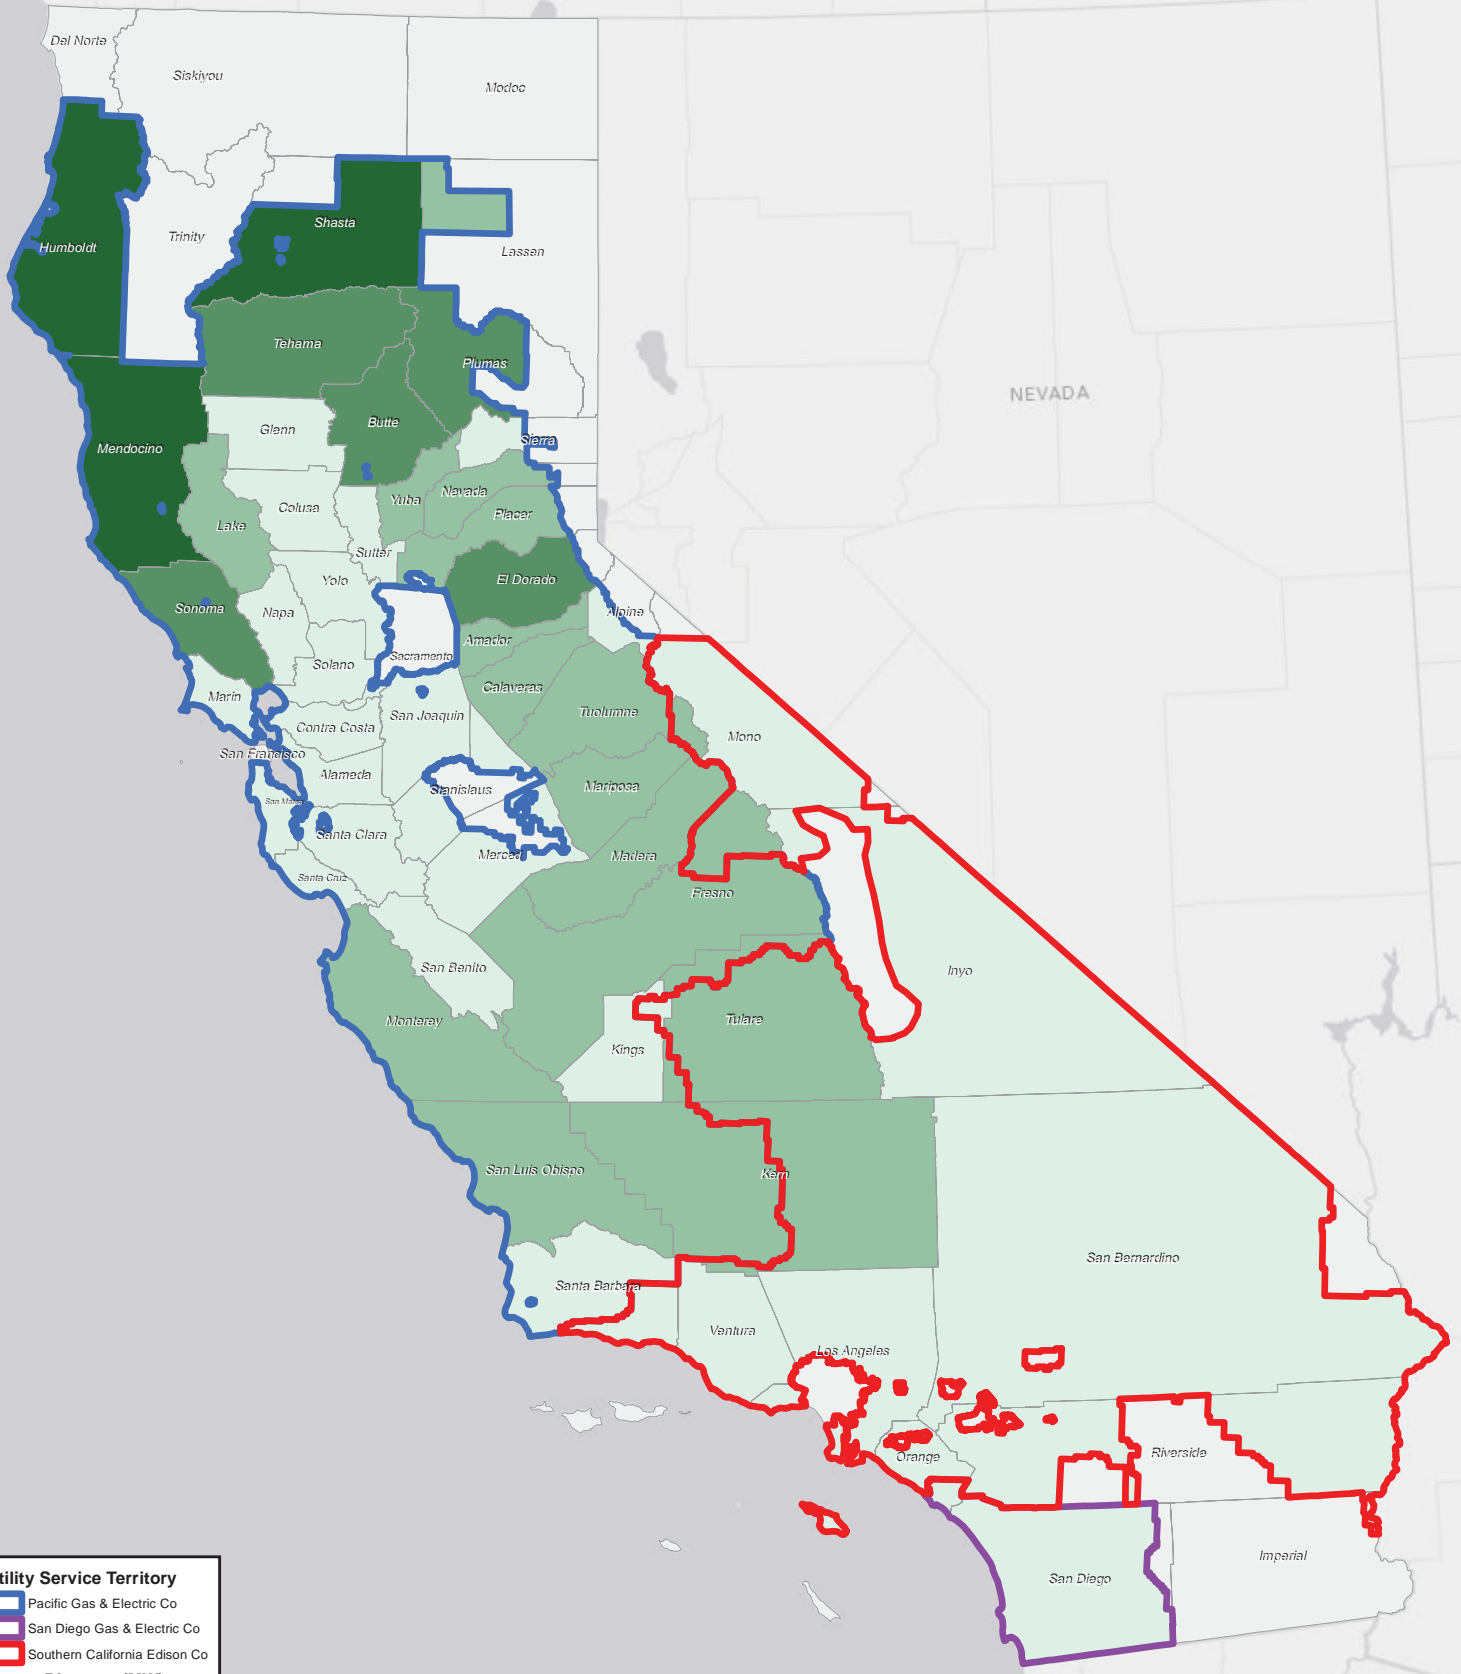 Del Norte
Siskiyou
Modoc
Humboldt
Trinity
Shasta
Lassen
Tehama
Plumas
NEVADA
Mendocino
Glenn
Butte
Sierra
Lake
Colusa
Yuba
Nevada
Placer
Sutter
Sonoma
Napa
Yolo
El Dorado
Alpine
Solano
Sacramento
Amador
Marin
Contra Costa
San Joaquin
Calaveras
Tuolumne
Mono
San Francisco
Alameda
Stanislaus
Mariposa
San Mateo
Santa Clara
Merced
Madera
Santa Cruz
Fresno
San Benito
Inyo
Monterey
Kings
Tulare
San Luis Obispo
Kern
San Bernardino
Santa Barbara
Ventura
Los Angeles
Orange
Riverside
San Diego
Imperial
tility Service Territory
Pacific Gas & Electric Co
San Diego Gas & Electric Co
Southern California Edison Co